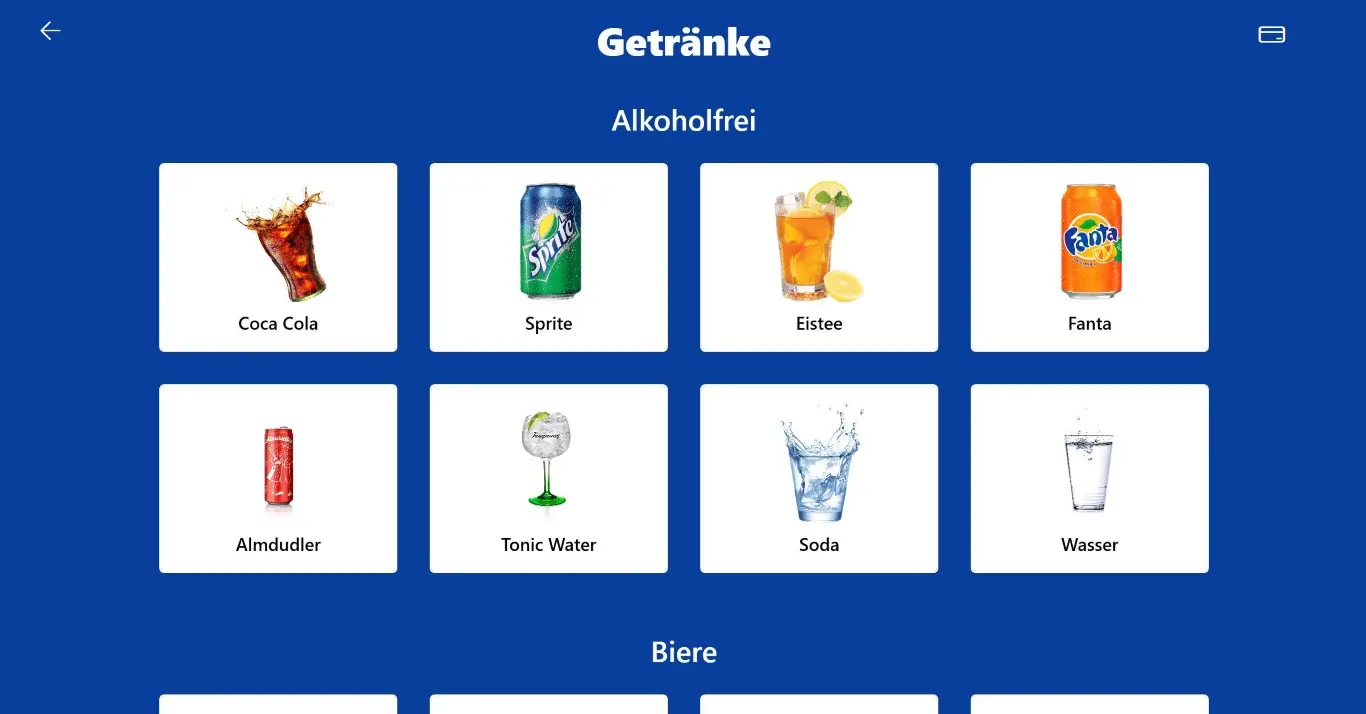 Getränke
Alkoholfrei
Sprite
Fanta
Coca Cola
Sprite
Eistee
Fanta
Almdudler
Tonic Water
Soda
Wasser
Biere